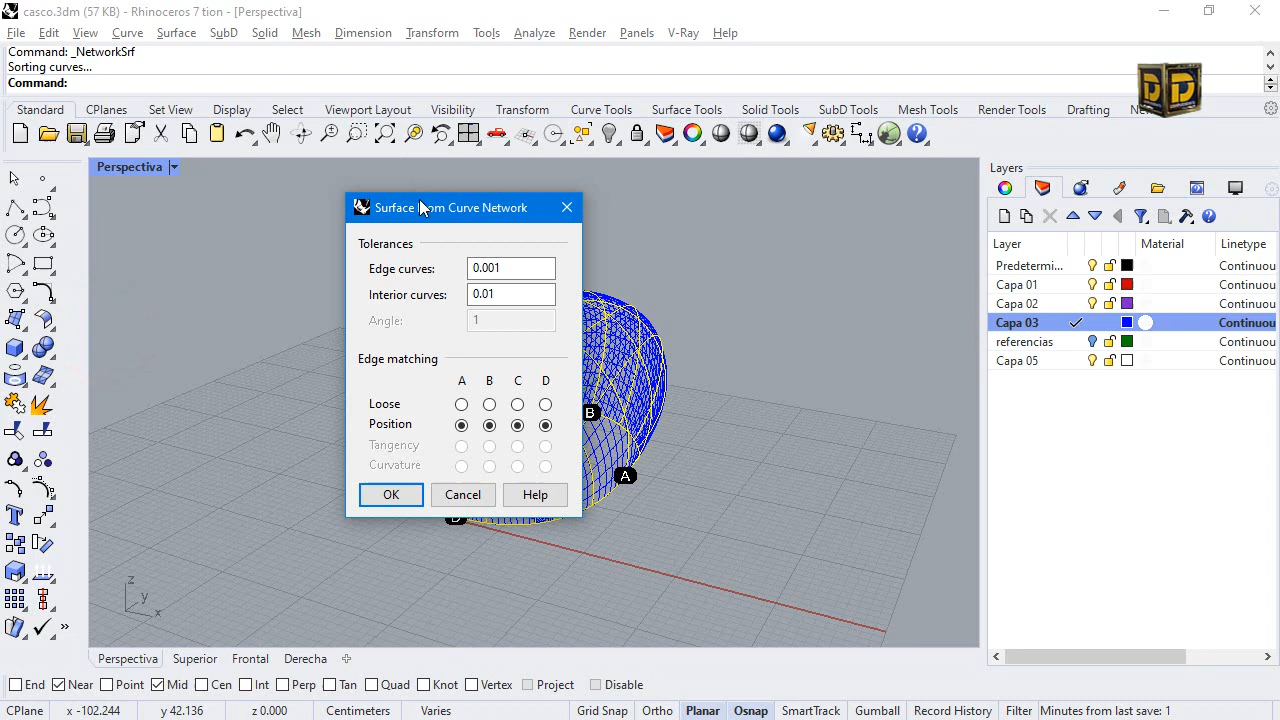 casco.3dm (57 KB) - Rhinoceros 7 tion - [Perspectiva]
File Edit View Curve Surface SubD Solid Mesh Dimension Transform Tools Analyze Render Panels V-Ray Help
Command: _NetworkSrf
Sorting curves...
Command:
Standard CPlanes Set View Display Select Viewport Layout Visibility Transform Curve Tools Surface Tools Solid Tools SubD Tools Mesh Tools Render Tools Drafting
Perspectiva
Layers
Layer Material Linetype
Predetermi... Continuou
Capa 01 Continuou
Capa 02 Continuou
Capa 03 Continuou
referencias Continuou
Capa 05 Continuou
Surface from Curve Network
Tolerances
Edge curves: 0.001
Interior curves: 0.01
Angle: 1
Edge matching
A B C D
Loose
Position
Tangency
Curvature
OK Cancel Help
B
A
D
z
y
x
Perspectiva Superior Frontal Derecha
End Near Point Mid Cen Int Perp Tan Quad Knot Vertex Project Disable
CPlane x -102.244 y 42.136 z 0.000 Centimeters Varies Grid Snap Ortho Planar Osnap SmartTrack Gumball Record History Filter Minutes from last save: 1